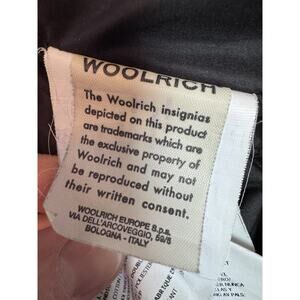 WOOLRICH
The Woolrich insignias
depicted on this product
are trademarks which are
the exclusive property of
Woolrich and may not
be reproduced without
their written consent.
WOOLRICH EUROPE S.p.a.
VIA DELL'ARCOVEGGIO, 59/5
BOLOGNA - ITALY